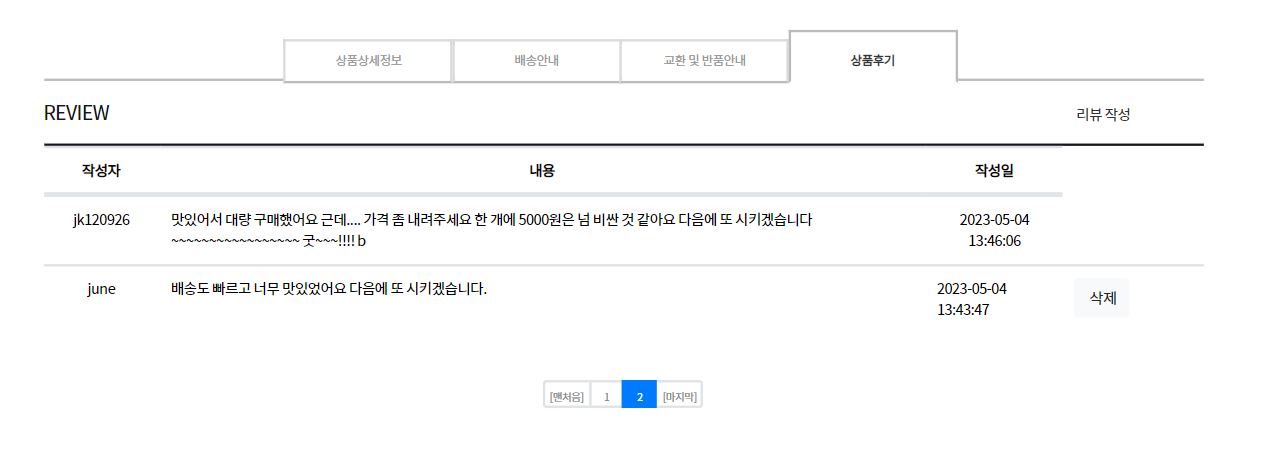 상품상세정보 배송안내 교환 및 반품안내 상품후기
REVIEW 리뷰 작성
작성자 내용 작성일
jk120926 맛있어서 대량 구매했어요 근데.... 가격 좀 내려주세요 한 개에 5000원은 넘 비싼 것 같아요 다음에 또 시키겠습니다 2023-05-04
~~~~~~~~~~~~~~~~~ 굿~~~!!!! b 13:46:06
june 배송도 빠르고 너무 맛있었어요 다음에 또 시키겠습니다. 2023-05-04 삭제
13:43:47
[맨처음] 1 2 [마지막]